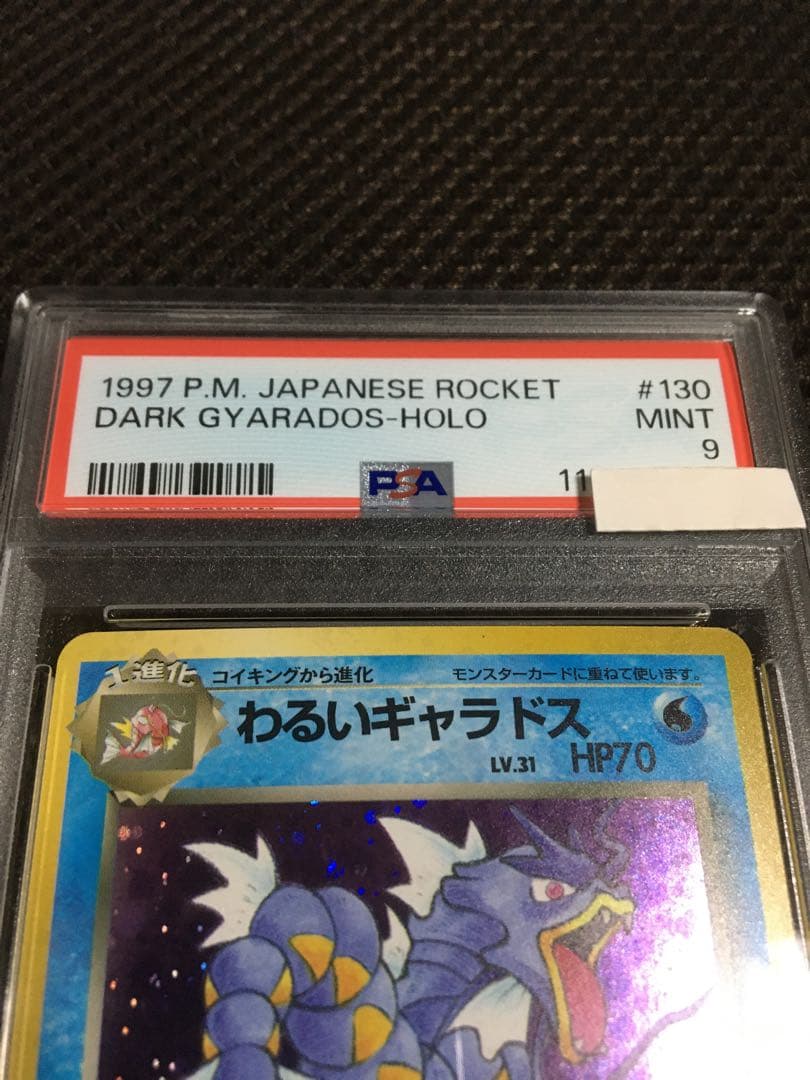 1997 P.M. JAPANESE ROCKET #130
DARK GYARADOS-HOLO MINT
9
PSA
11
1進化
コイキングから進化
モンスターカードに重ねて使います。
わるいギャラドス
LV.31 HP70